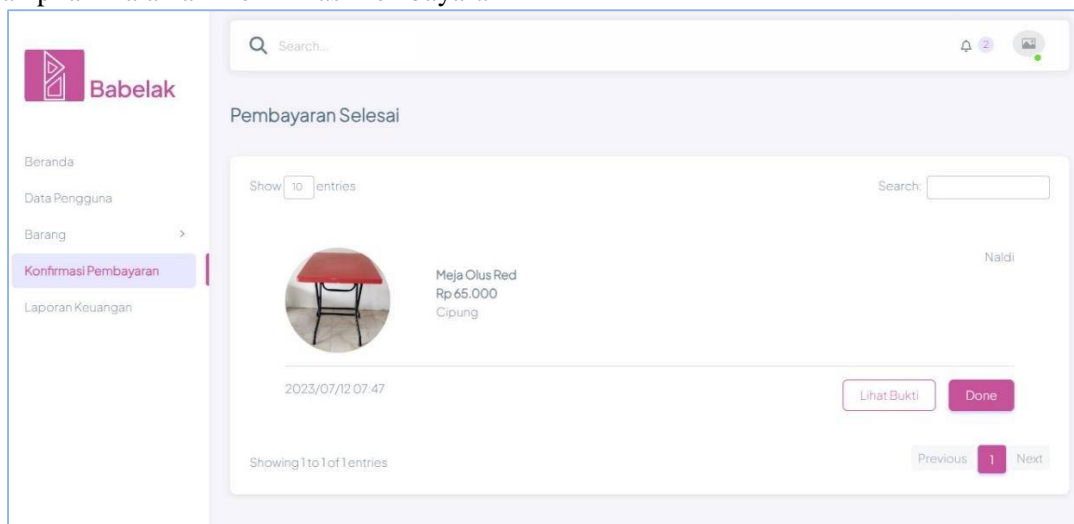 Babelak
Beranda
Data Pengguna
Barang
Konfirmasi Pembayaran
Laporan Keuangan
Search...
2
Pembayaran Selesai
Show 10 entries
Search:
Naldi
Meja Olus Red
Rp 65.000
Cipung
2023/07/12 07:47
Lihat Bukti
Done
Showing 1 to 1 of 1 entries
Previous 1 Next